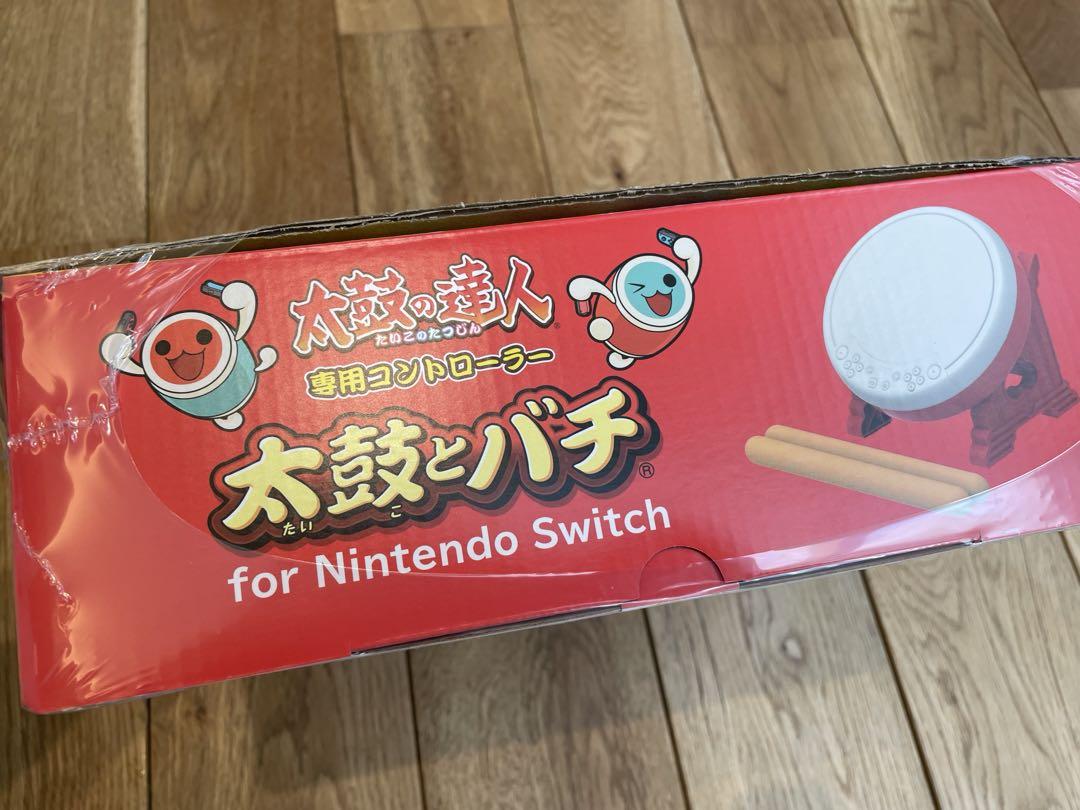 太鼓の達人®
たいこのたつじん
専用コントローラー
太鼓とバチ®
たいこ
for Nintendo Switch